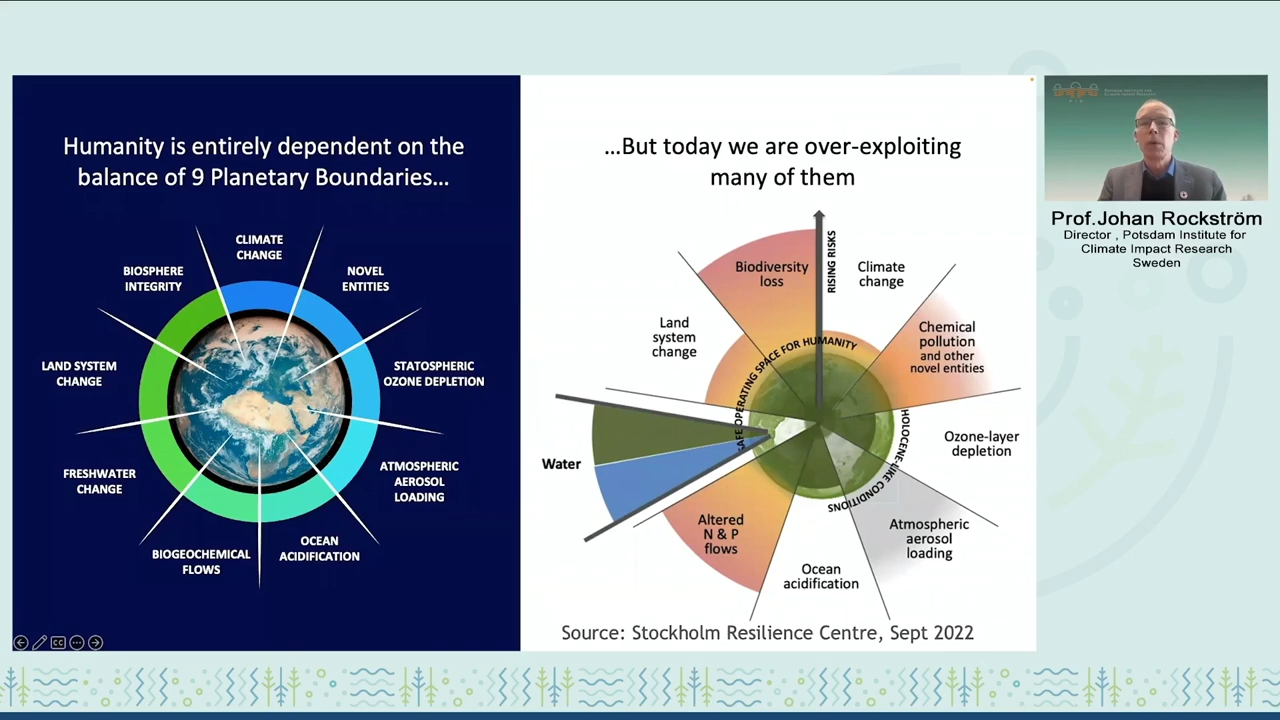 Humanity is entirely dependent on the
balance of 9 Planetary Boundaries...
CLIMATE
CHANGE
BIOSPHERE
INTEGRITY
NOVEL
ENTITIES
LAND SYSTEM
CHANGE
STATOSPHERIC
OZONE DEPLETION
FRESHWATER
CHANGE
ATMOSPHERIC
AEROSOL
LOADING
BIOGEOCHEMICAL
FLOWS
OCEAN
ACIDIFICATION
CC
...But today we are over-exploiting
many of them
RISING RISKS
Biodiversity
loss
Climate
change
Land
system
change
Chemical
pollution
and other
novel entities
SAFE OPERATING SPACE FOR HUMANITY
HOLOCENE-LIKE CONDITIONS
Water
Ozone-layer
depletion
Altered
N & P
flows
Atmospheric
aerosol
loading
Ocean
acidification
Source: Stockholm Resilience Centre, Sept 2022
Prof.Johan Rockström
Director , Potsdam Institute for
Climate Impact Research
Sweden